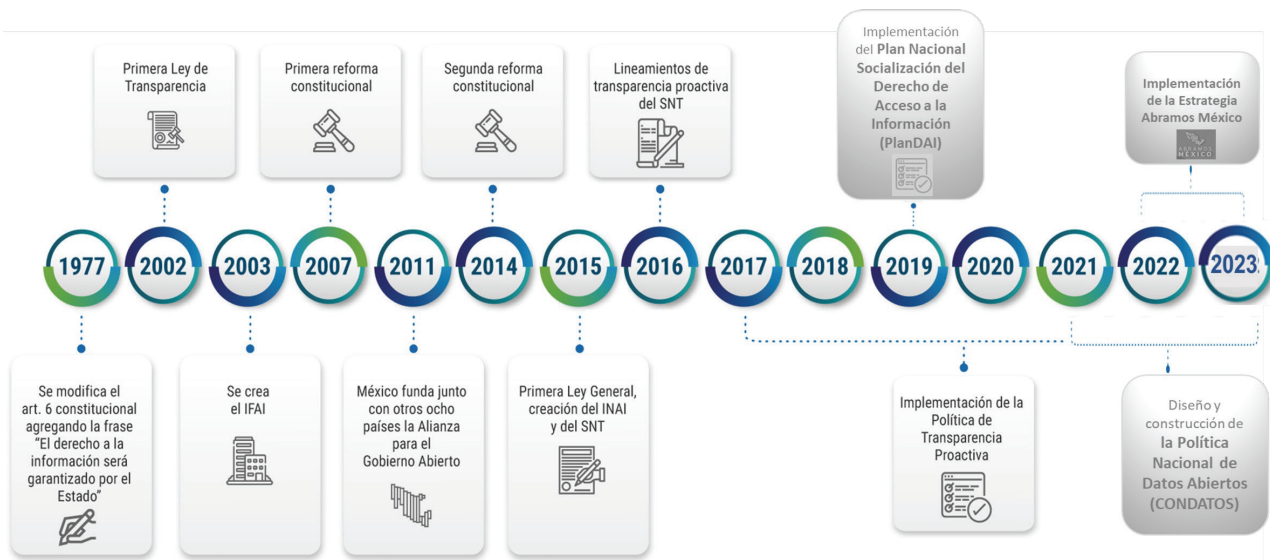 Primera Ley de
Transparencia
Primera reforma
constitucional
Segunda reforma
constitucional
Lineamientos de
transparencia proactiva
del SNT
Implementación
del Plan Nacional
Socialización del
Derecho de
Acceso a la
Información
(PlanDAI)
Implementación
de la Estrategia
Abramos México
ABRAMOS
MÉXICO
1977
2002
2003
2007
2011
2014
2015
2016
2017
2018
2019
2020
2021
2022
2023
Se modifica el
art. 6 constitucional
agregando la frase
“El derecho a la
información será
garantizado por el
Estado”
Se crea
el IFAI
México funda junto
con otros ocho
países la Alianza
para el
Gobierno Abierto
Primera Ley General,
creación del INAI
y del SNT
Implementación de la
Política de
Transparencia
Proactiva
Diseño y
construcción de
la Política
Nacional de
Datos Abiertos
(CONDATOS)